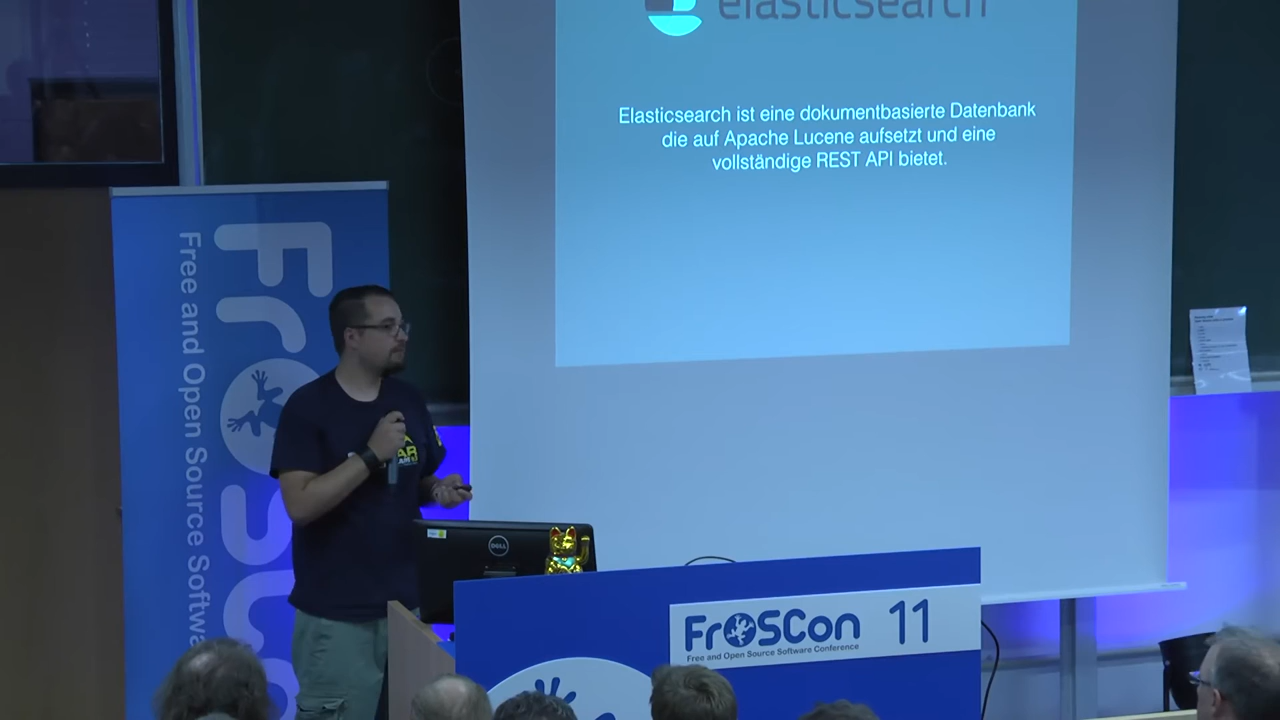 elasticsearch
Elasticsearch ist eine dokumentbasierte Datenbank
die auf Apache Lucene aufsetzt und eine
vollständige REST API bietet.
FrOSCo
Free and Open Source Softwa
DELL
FrOSCon 11
Free and Open Source Software Conference